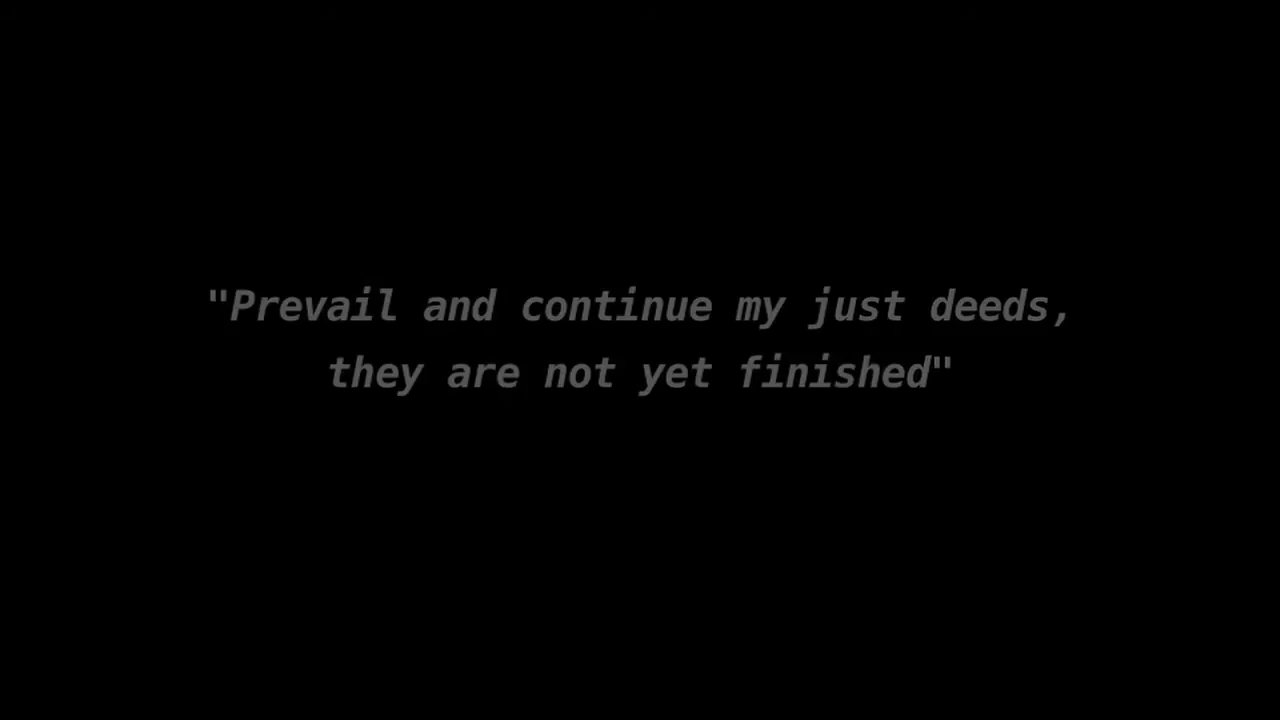 "Prevail and continue my just deeds,
they are not yet finished"